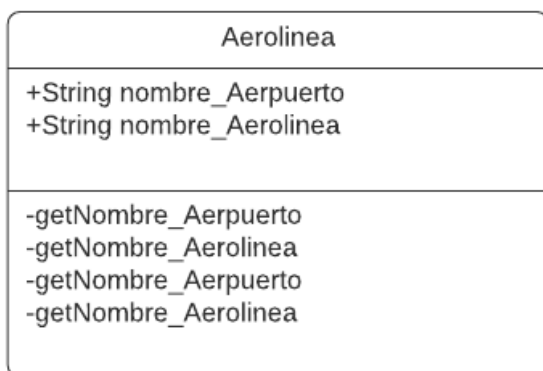 Aerolinea
+String nombre_Aerpuerto
+String nombre_Aerolinea
-getNombre_Aerpuerto
-getNombre_Aerolinea
-getNombre_Aerpuerto
-getNombre_Aerolinea